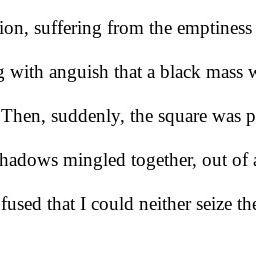 ion, suffering from the emptiness
with anguish that a black mass
Then, suddenly, the square was p
hadows mingled together, out of a
fused that I could neither seize the